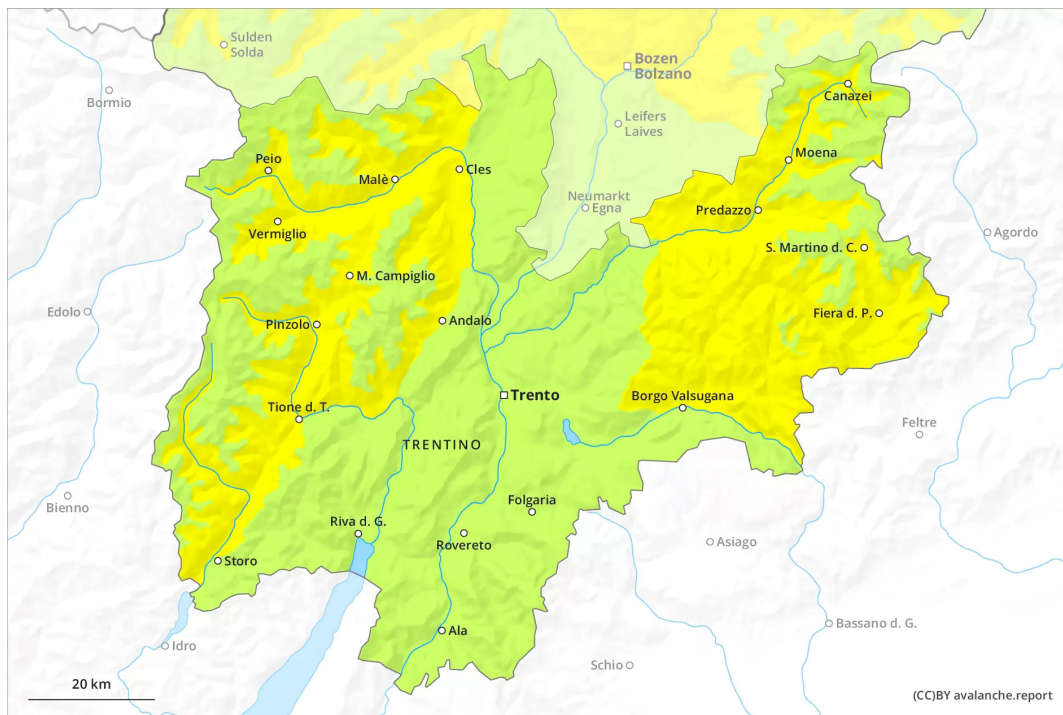 Sulden
Solda
Bozen
Bolzano
Bormio
Canazei
Leifers
Laives
Peio
Moena
Malè
Cles
Neumarkt
Egna
Predazzo
Vermiglio
Agordo
S. Martino d. C.
M. Campiglio
Edolo
Pinzolo
Andalo
Fiera d. P.
Trento
Borgo Valsugana
Tione d. T.
Feltre
TRENTINO
Bienno
Folgaria
Riva d. G.
Rovereto
Asiago
Storo
Bassano d. G.
Ala
Idro
Schio
20 km
(CC)BY avalanche.report